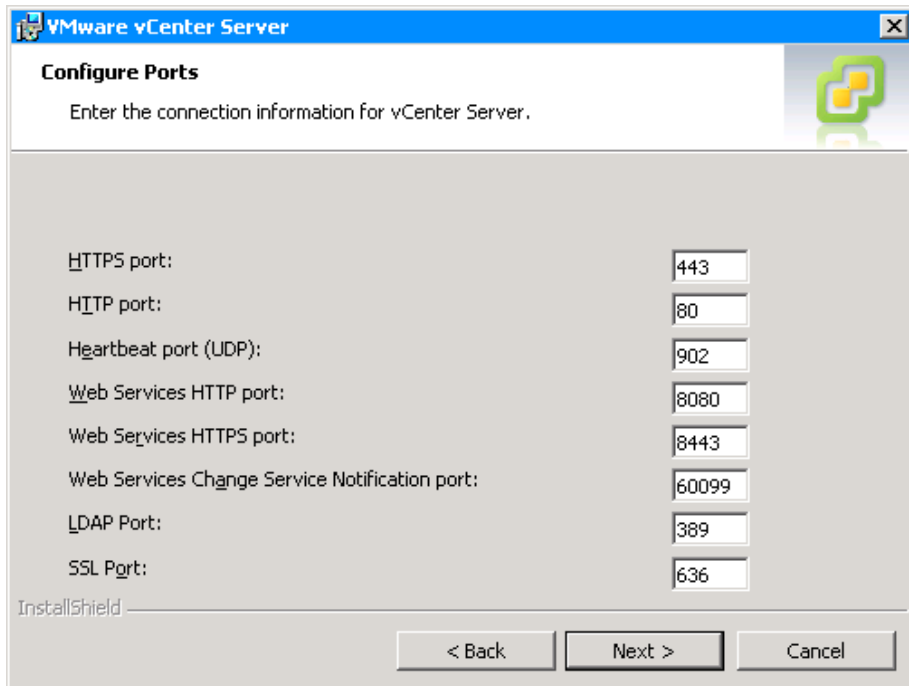 VMware vCenter Server
Configure Ports
Enter the connection information for vCenter Server.
HTTPS port: 443
HTTP port: 80
Heartbeat port (UDP): 902
Web Services HTTP port: 8080
Web Services HTTPS port: 8443
Web Services Change Service Notification port: 60099
LDAP Port: 389
SSL Port: 636
InstallShield
< Back Next > Cancel